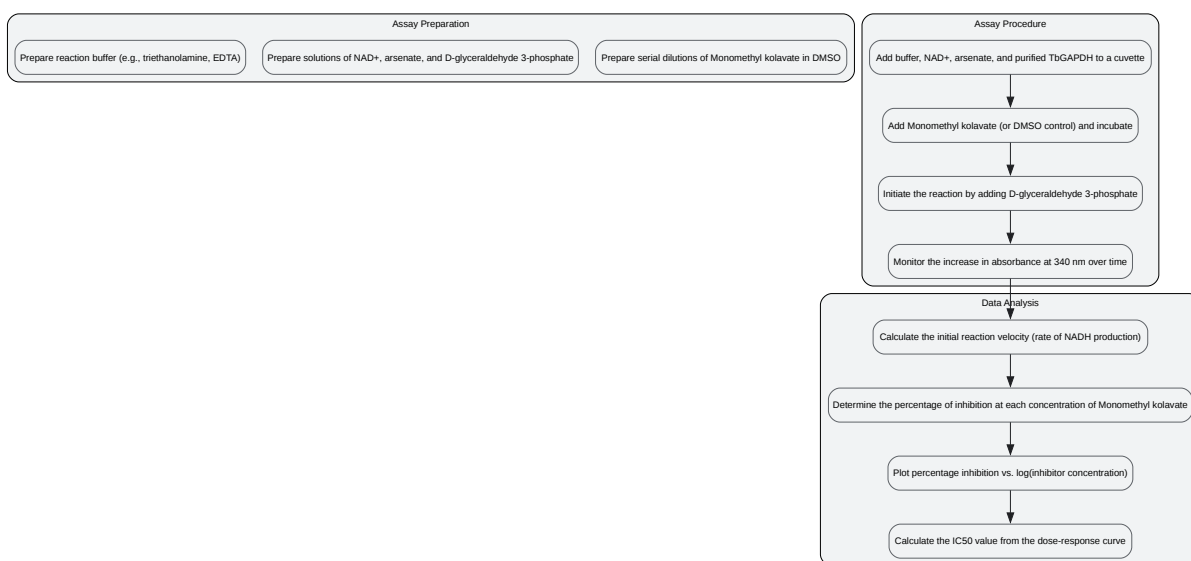 Assay Preparation
Prepare reaction buffer (e.g., triethanolamine, EDTA)
Prepare solutions of NAD+, arsenate, and D-glyceraldehyde 3-phosphate
Prepare serial dilutions of Monomethyl kolavate in DMSO
Assay Procedure
Add buffer, NAD+, arsenate, and purified TbGAPDH to a cuvette
Add Monomethyl kolavate (or DMSO control) and incubate
Initiate the reaction by adding D-glyceraldehyde 3-phosphate
Monitor the increase in absorbance at 340 nm over time
Data Analysis
Calculate the initial reaction velocity (rate of NADH production)
Determine the percentage of inhibition at each concentration of Monomethyl kolavate
Plot percentage inhibition vs. log(inhibitor concentration)
Calculate the IC50 value from the dose-response curve